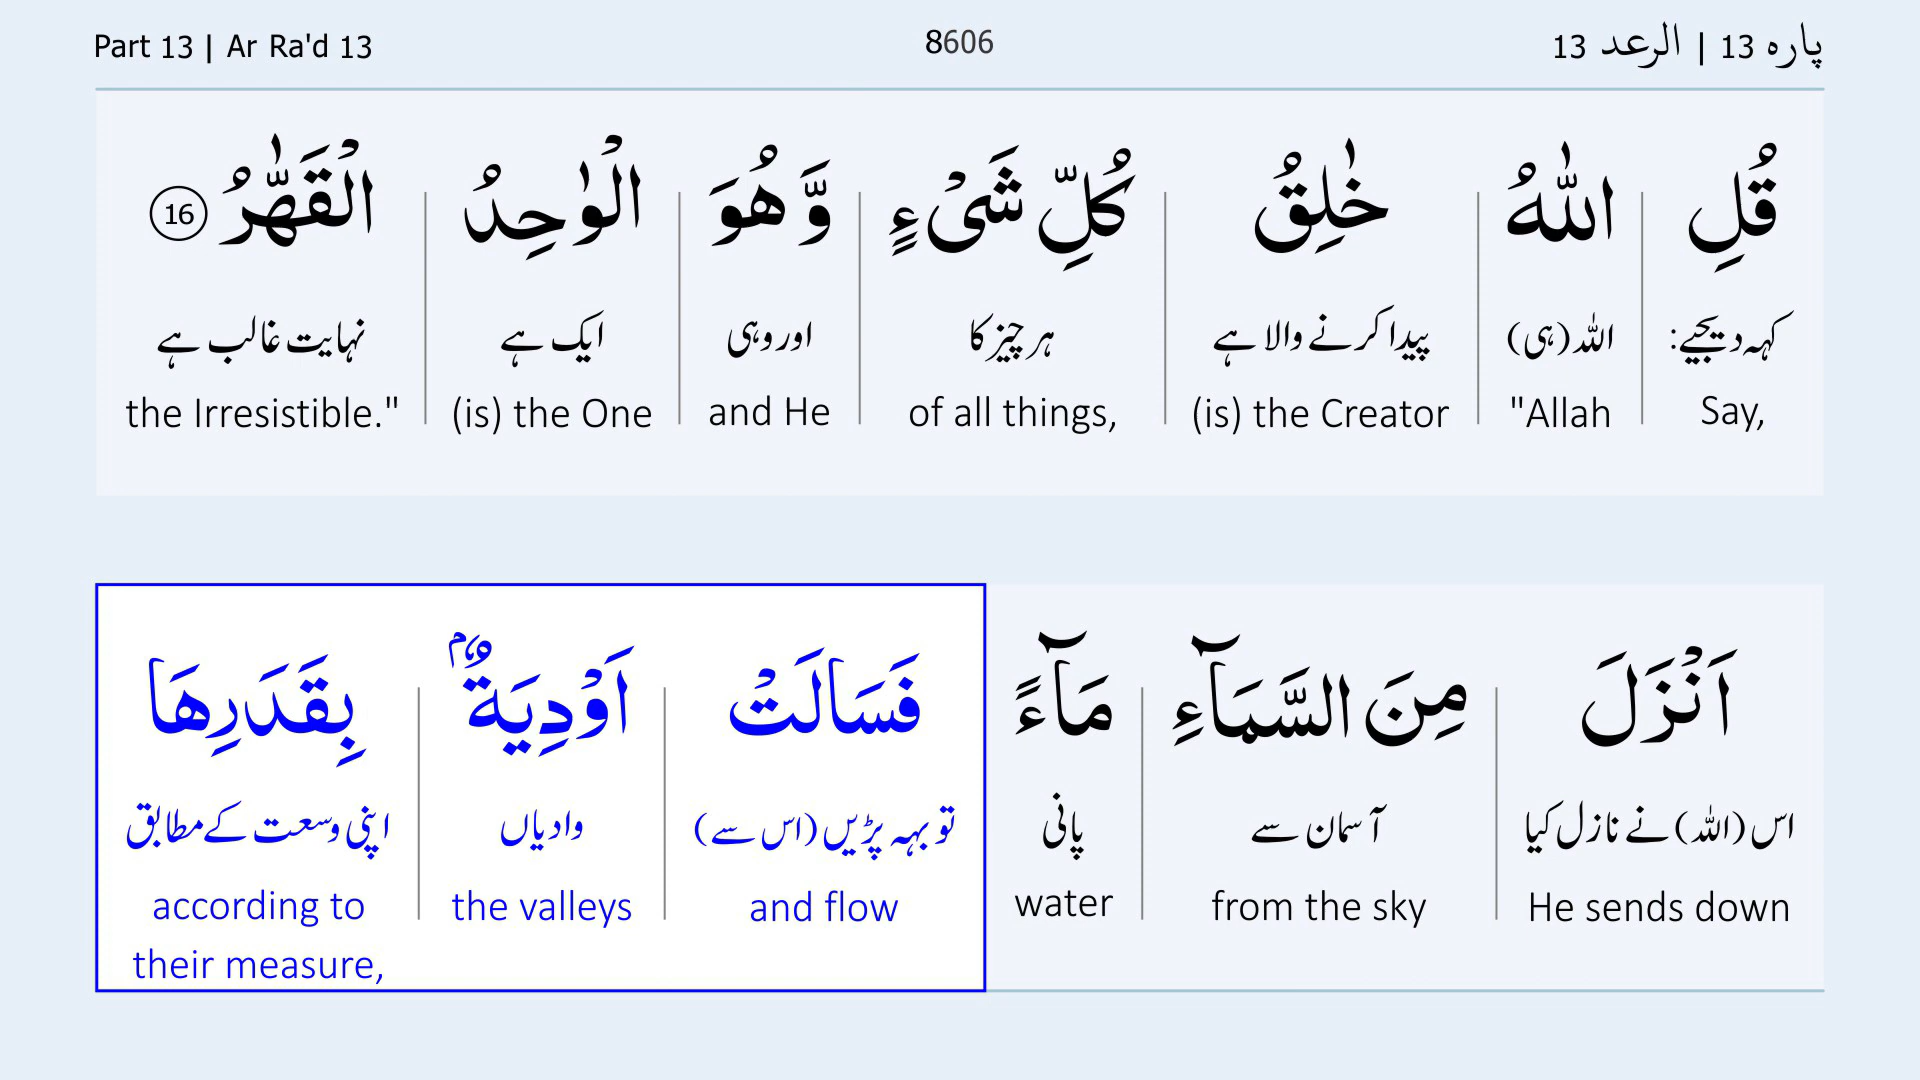 Part 13 | Ar Ra'd 13 8606 پارہ 13 | الرعد 13
قُلِ اللّٰهُ خٰلِقُ كُلِّ شَیْءٍ وَّ هُوَ الْوٰحِدُ الْقَهّٰرُ 16
کہہ دیجیے: اللہ (ہی) پیدا کرنے والا ہے ہر چیز کا اور وہی ایک ہے نہایت غالب ہے
Say, "Allah (is) the Creator of all things, and He (is) the One the Irresistible."
اَنْزَلَ مِنَ السَّمَآءِ مَآءً فَسَالَتْ اَوْدِیَةٌۢ بِقَدَرِهَا
اس (اللہ) نے نازل کیا آسمان سے پانی تو بہہ پڑیں (اس سے) وادیاں اپنی وسعت کے مطابق
He sends down from the sky water and flow the valleys according to
their measure,